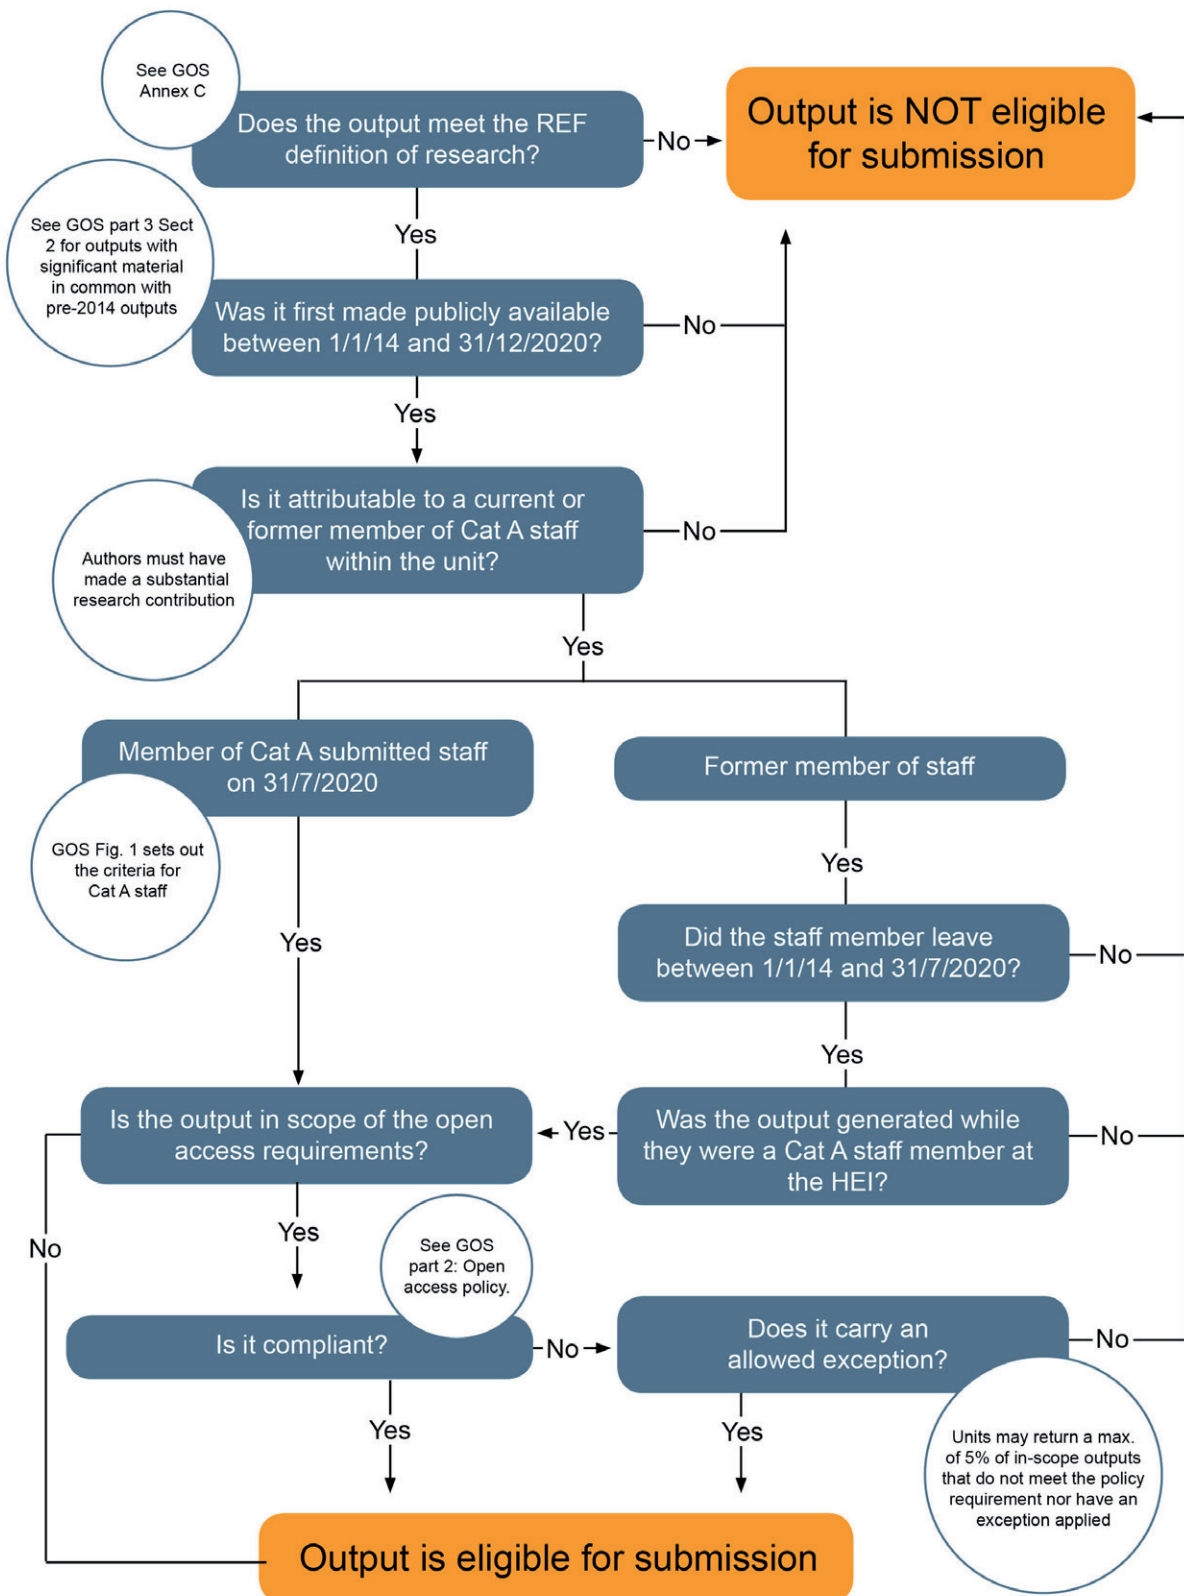 See GOS
Annex C
Does the output meet the REF
definition of research?
No
Output is NOT eligible
for submission
Yes
See GOS part 3 Sect
2 for outputs with
significant material
in common with
pre-2014 outputs
Was it first made publicly available
between 1/1/14 and 31/12/2020?
No
Yes
Is it attributable to a current or
former member of Cat A staff
within the unit?
No
Authors must have
made a substantial
research contribution
Yes
Member of Cat A submitted staff
on 31/7/2020
Former member of staff
GOS Fig. 1 sets out
the criteria for
Cat A staff
Yes
Yes
Did the staff member leave
between 1/1/14 and 31/7/2020?
No
Yes
Is the output in scope of the open
access requirements?
Yes
Was the output generated while
they were a Cat A staff member at
the HEI?
No
No
Yes
See GOS
part 2: Open
access policy.
Is it compliant?
No
Does it carry an
allowed exception?
No
Yes
Yes
Units may return a max.
of 5% of in-scope outputs
that do not meet the policy
requirement nor have an
exception applied
Output is eligible for submission